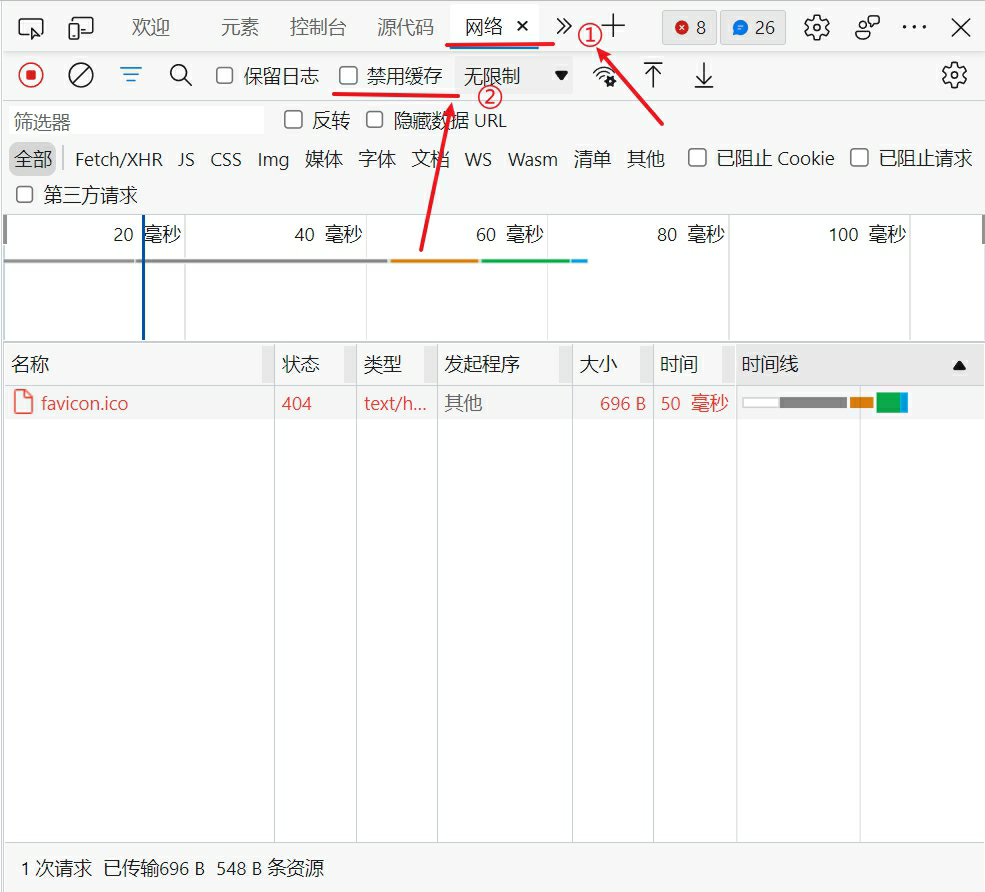 欢迎 元素 控制台 源代码 网络 ① 8 26
保留日志 禁用缓存 无限制
②
筛选器 反转 隐藏数据 URL
全部 Fetch/XHR JS CSS Img 媒体 字体 文档 WS Wasm 清单 其他 已阻止 Cookie 已阻止请求
第三方请求
20 毫秒 40 毫秒 60 毫秒 80 毫秒 100 毫秒
名称 状态 类型 发起程序 大小 时间 时间线
favicon.ico 404 text/h... 其他 696 B 50 毫秒
1 次请求 已传输696 B 548 B 条资源